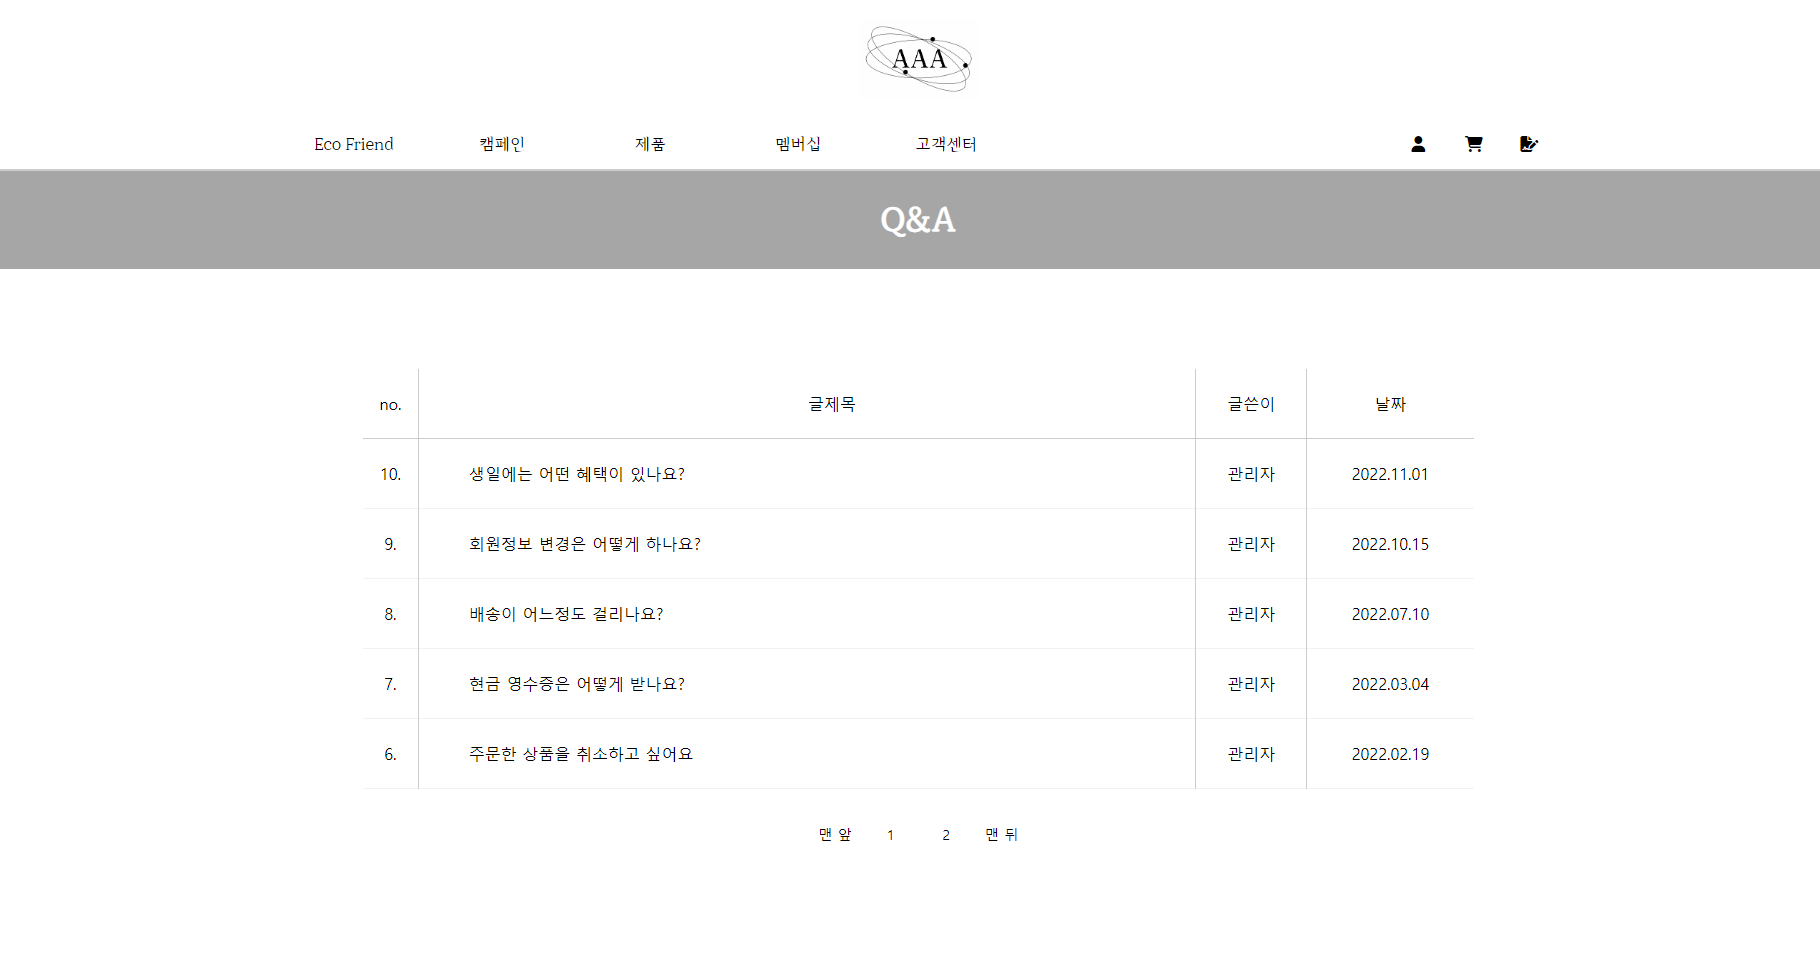 AAA
Eco Friend 캠페인 제품 멤버십 고객센터
Q&A
no. 글제목 글쓴이 날짜
10. 생일에는 어떤 혜택이 있나요? 관리자 2022.11.01
9. 회원정보 변경은 어떻게 하나요? 관리자 2022.10.15
8. 배송이 어느정도 걸리나요? 관리자 2022.07.10
7. 현금 영수증은 어떻게 받나요? 관리자 2022.03.04
6. 주문한 상품을 취소하고 싶어요 관리자 2022.02.19
맨 앞 1 2 맨 뒤